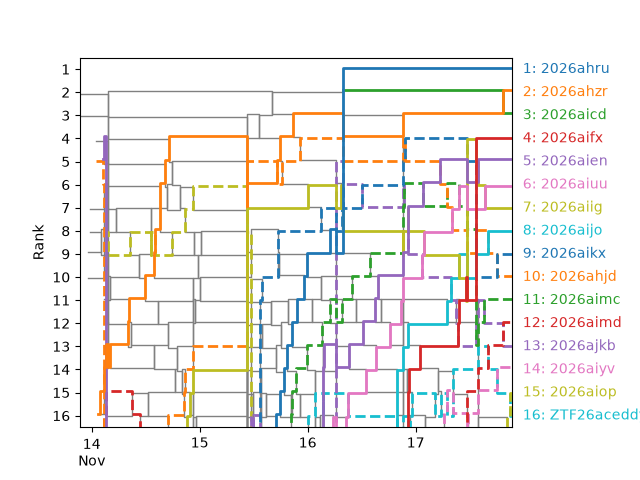 1
2
3
4
5
6
7
8
9
10
11
12
13
14
15
16
Rank
14
15
16
17
Nov
1: 2026ahru
2: 2026ahzr
3: 2026aicd
4: 2026aifx
5: 2026aien
6: 2026aiuu
7: 2026aiig
8: 2026aijo
9: 2026aikx
10: 2026ahjd
11: 2026aimc
12: 2026aimd
13: 2026ajkb
14: 2026aiyv
15: 2026aiop
16: ZTF26acedd